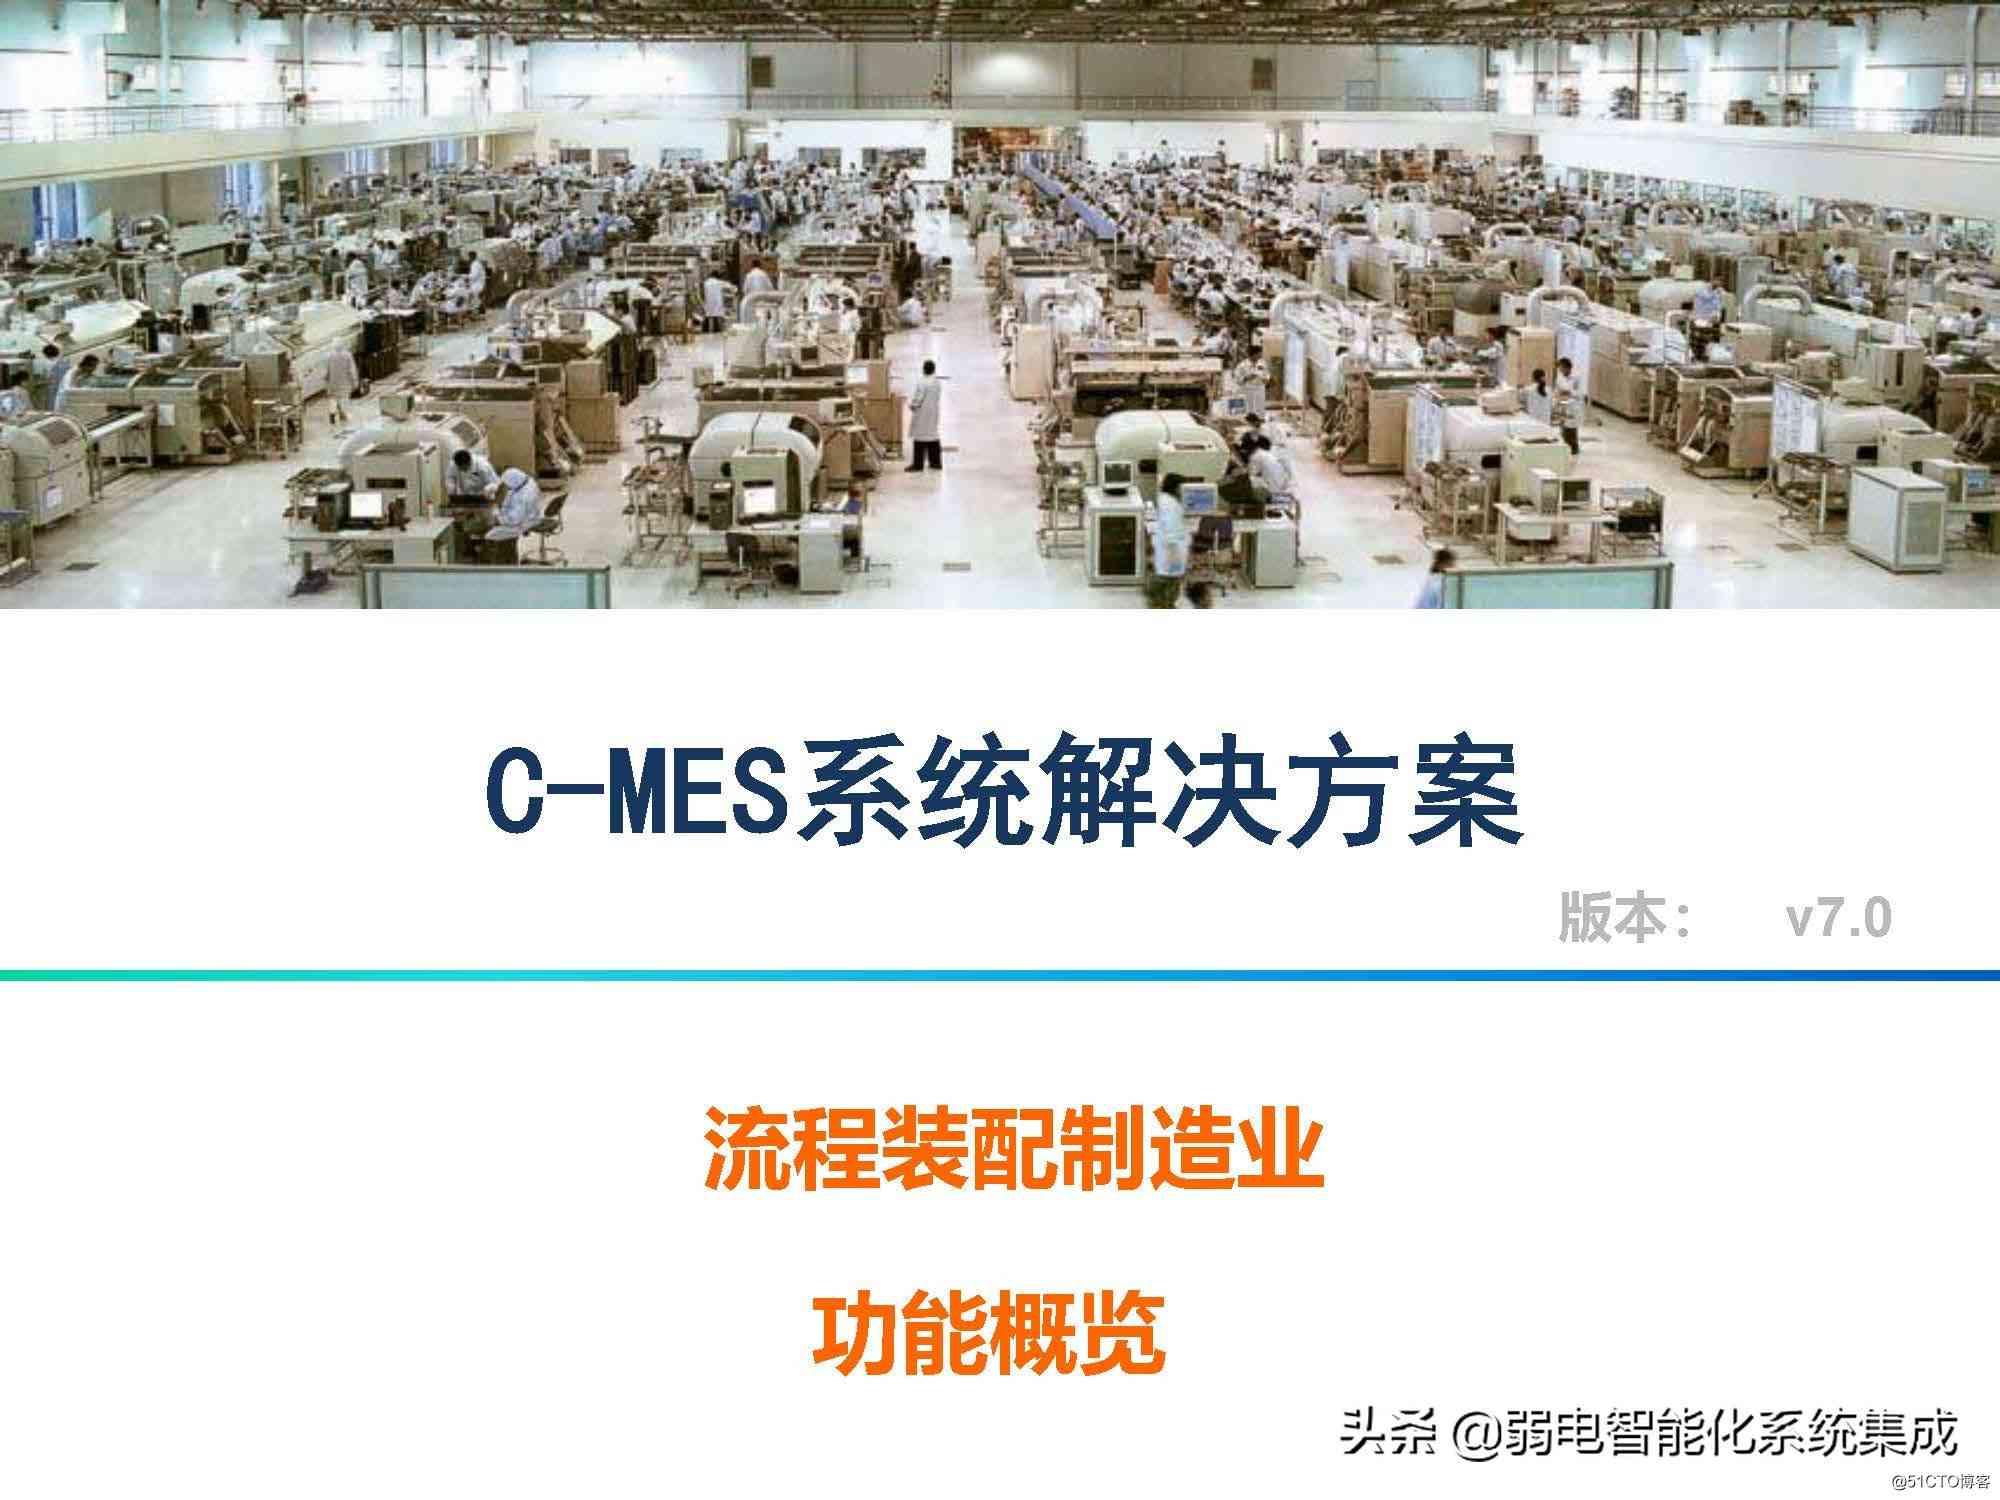 C-MES系统解决方案
版本： v7.0
流程装配制造业
功能概览
头条 @弱电智能化系统集成
@51CTO博客